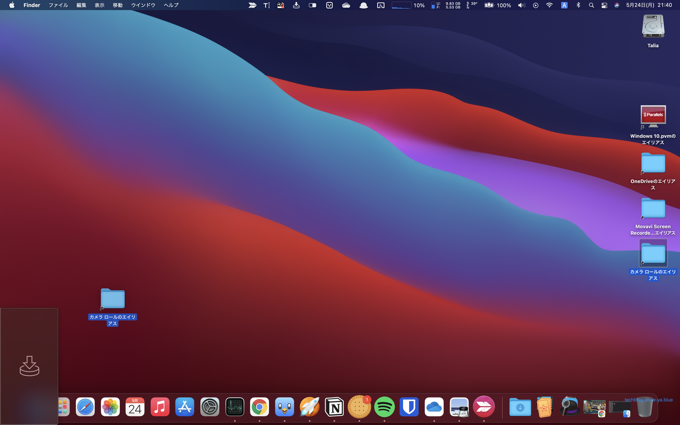 Finder ファイル 編集 表示 移動 ウインドウ ヘルプ
10%
100%
A
5月24日(月) 21:40
Talia
Parallels
Windows 10.pvmのエイリアス
OneDriveのエイリアス
Movavi Screen
Recorde...エイリアス
カメラ ロールのエイリアス
カメラ ロールのエイリアス
24
1